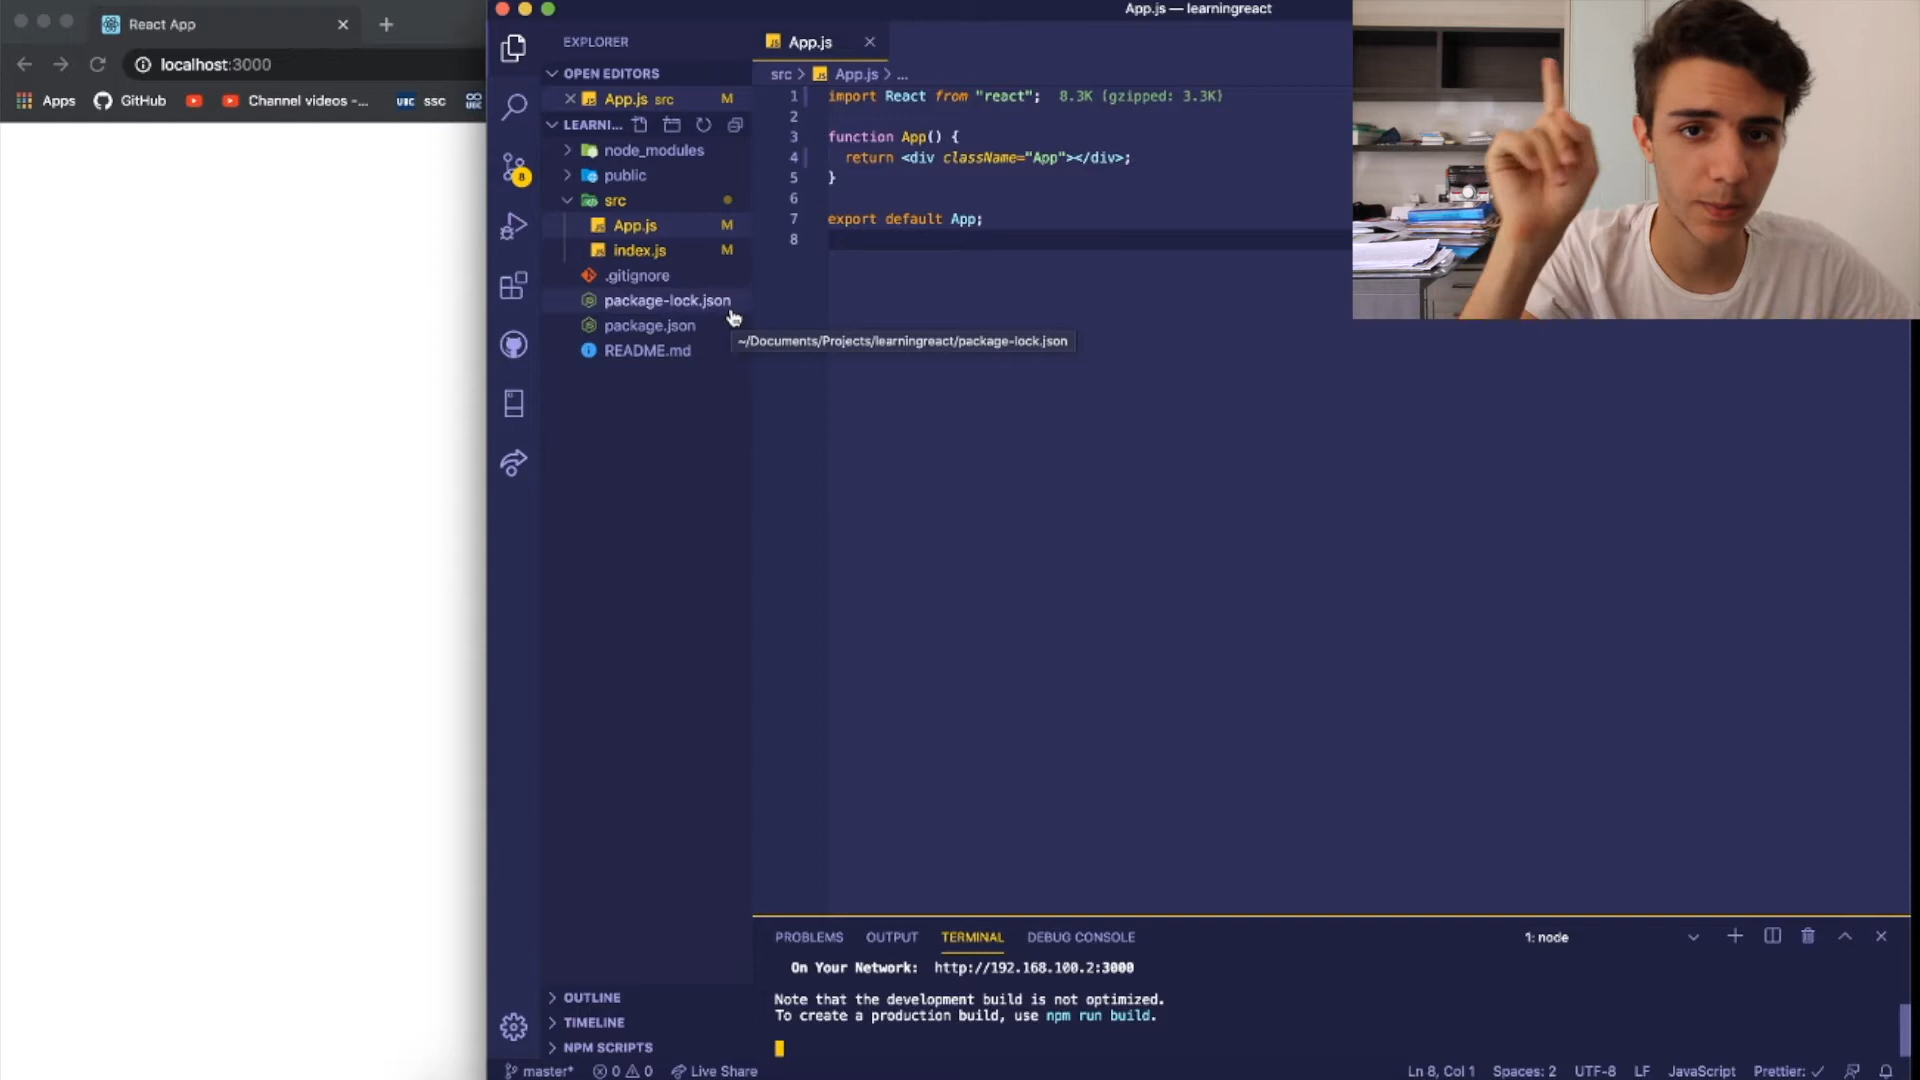 React App
localhost:3000
Apps
GitHub
Channel videos -...
UBC ssc
App.js — learningreact
EXPLORER
OPEN EDITORS
App.js src M
LEARNI...
node_modules
public
src
App.js M
index.js M
.gitignore
package-lock.json
package.json
README.md
~/Documents/Projects/learningreact/package-lock.json
8
OUTLINE
TIMELINE
NPM SCRIPTS
App.js
src > App.js > ...
1 import React from "react"; 8.3K (gzipped: 3.3K)
2
3 function App() {
4 return <div className="App"></div>;
5 }
6
7 export default App;
8
PROBLEMS OUTPUT TERMINAL DEBUG CONSOLE
1: node
On Your Network: http://192.168.100.2:3000
Note that the development build is not optimized.
To create a production build, use npm run build.
master* 0 0 Live Share
Ln 8, Col 1 Spaces: 2 UTF-8 LF JavaScript Prettier: ✓